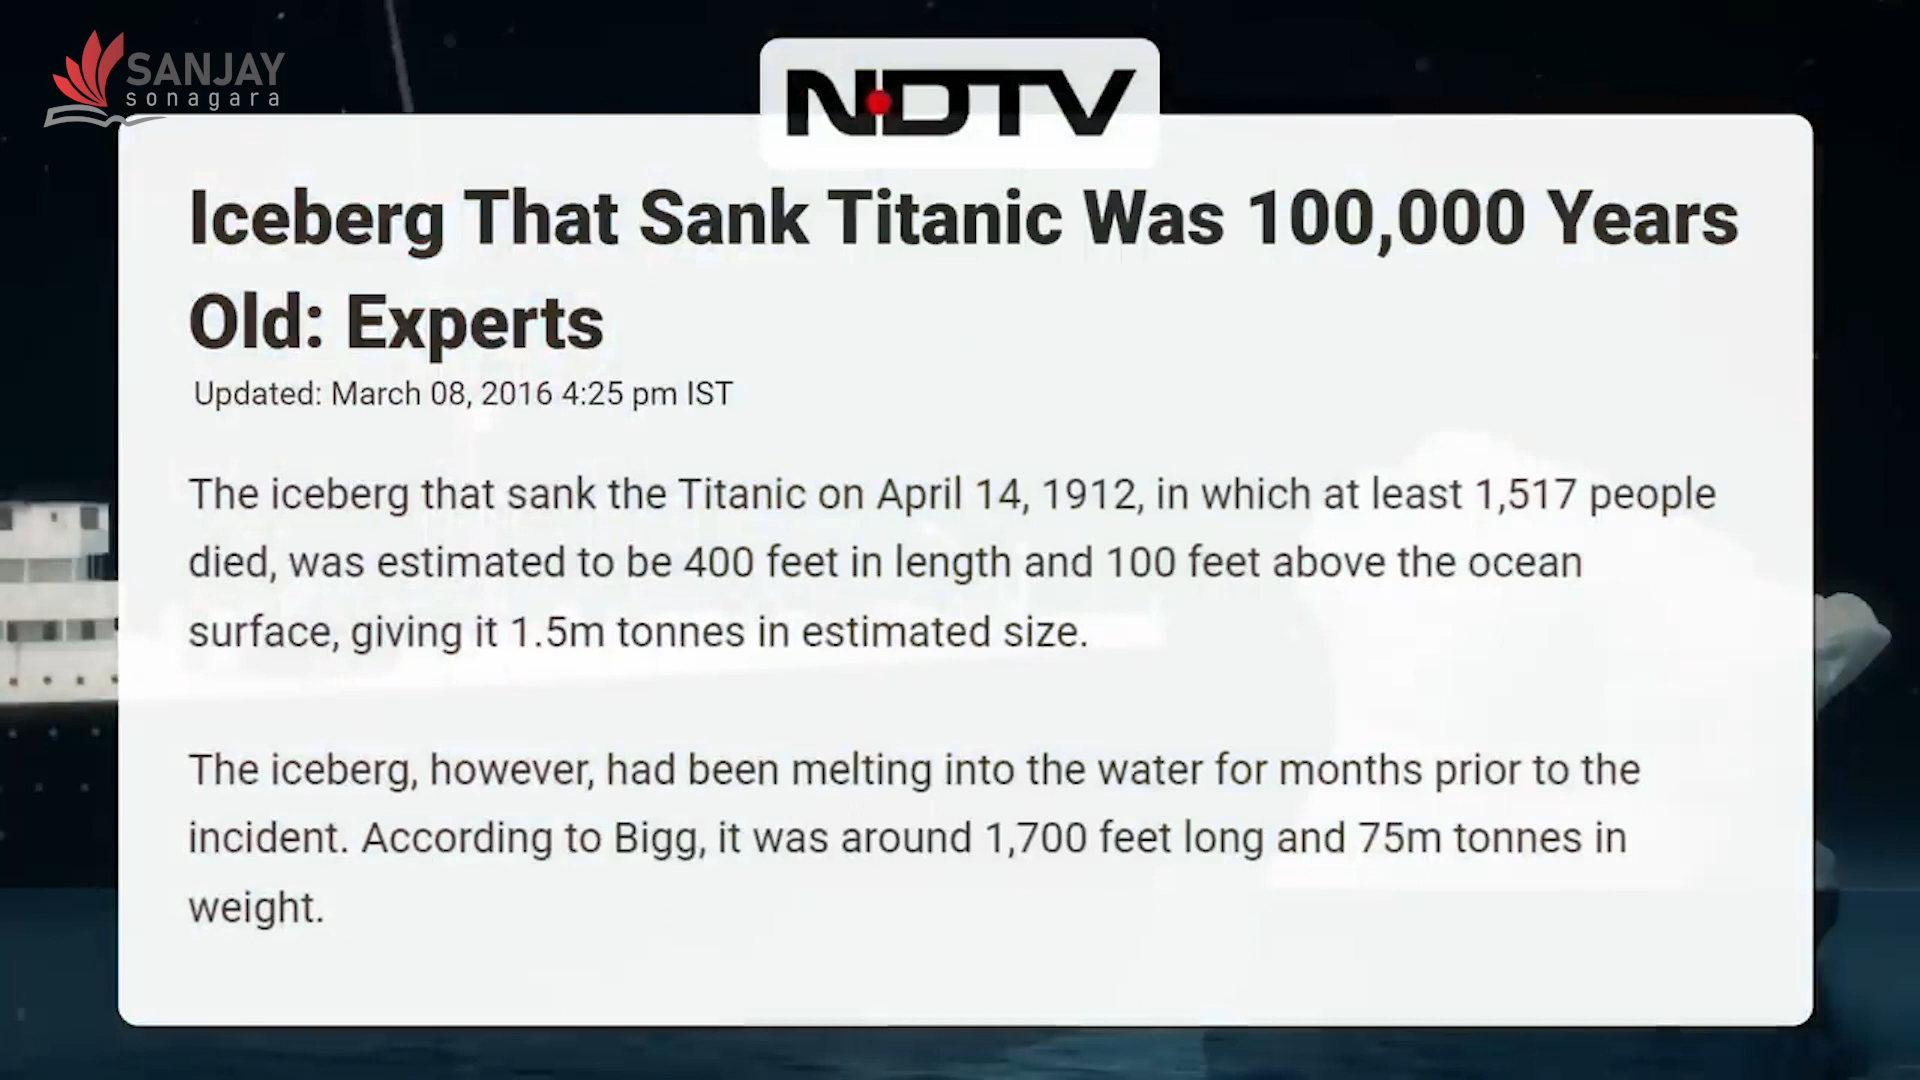 SANJAY
sonagara
NDTV
Iceberg That Sank Titanic Was 100,000 Years
Old: Experts
Updated: March 08, 2016 4:25 pm IST
The iceberg that sank the Titanic on April 14, 1912, in which at least 1,517 people
died, was estimated to be 400 feet in length and 100 feet above the ocean
surface, giving it 1.5m tonnes in estimated size.
The iceberg, however, had been melting into the water for months prior to the
incident. According to Bigg, it was around 1,700 feet long and 75m tonnes in
weight.